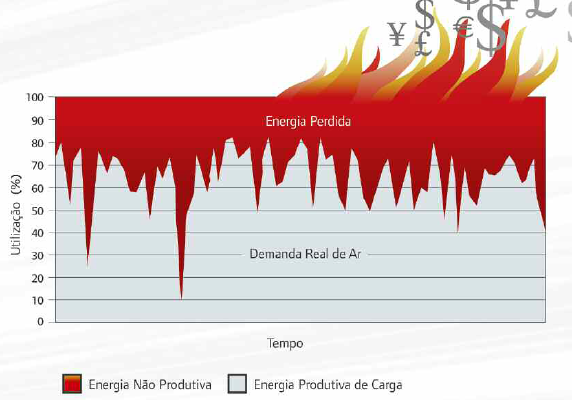 ¥ $ £ € $ ¥ £ $
100
Energia Perdida
90
80
70
60
50
40
30
20
10
0
Utilização (%)
Demanda Real de Ar
Tempo
Energia Não Produtiva
Energia Produtiva de Carga